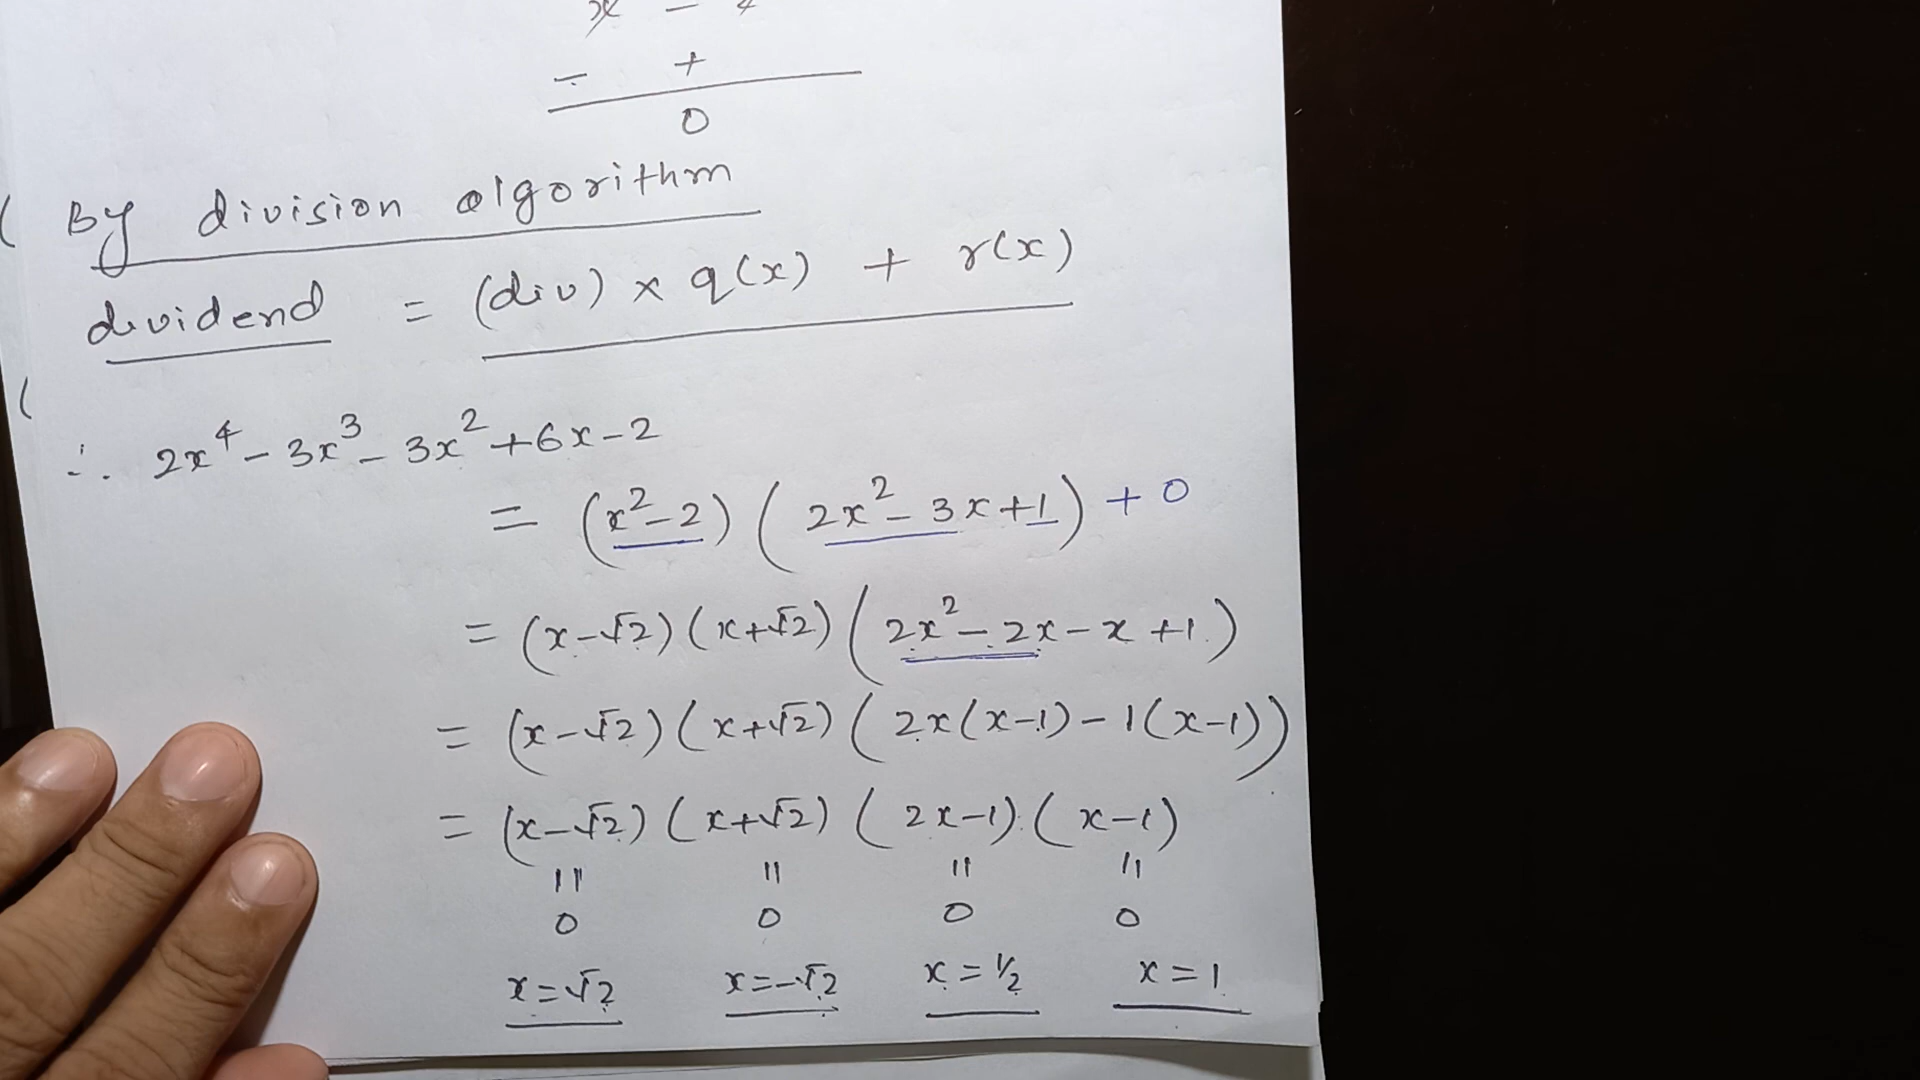 x² - 2
- +
0
By division algorithm
dividend = (div) × q(x) + r(x)
∴ 2x⁴ - 3x³ - 3x² + 6x - 2
= (x² - 2) ( 2x² - 3x + 1) + 0
= (x - √2) (x + √2) ( 2x² - 2x - x + 1)
= (x - √2) (x + √2) ( 2x (x - 1) - 1 (x - 1))
= (x - √2) (x + √2) ( 2x - 1) (x - 1)
॥ ॥ ॥ ॥
0 0 0 0
x = √2 x = -√2 x = 1/2 x = 1